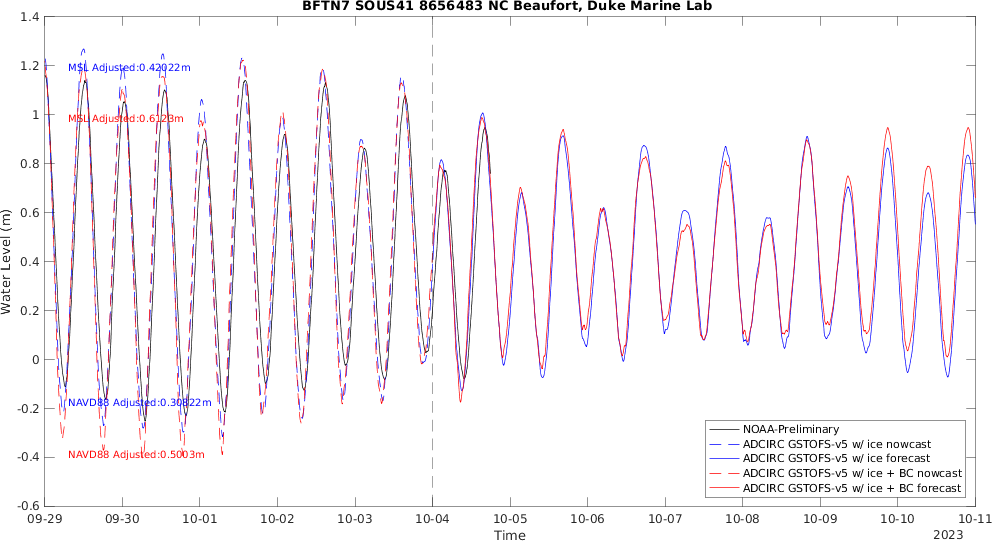 BFTN7 SOUS41 8656483 NC Beaufort, Duke Marine Lab
1.4
1.2
1
0.8
0.6
0.4
0.2
0
-0.2
-0.4
-0.6
Water Level (m)
MSL Adjusted:0.42022m
MSL Adjusted:0.6123m
NAVD88 Adjusted:0.30822m
NAVD88 Adjusted:0.5003m
NOAA-Preliminary
ADCIRC GSTOFS-v5 w/ ice nowcast
ADCIRC GSTOFS-v5 w/ ice forecast
ADCIRC GSTOFS-v5 w/ ice + BC nowcast
ADCIRC GSTOFS-v5 w/ ice + BC forecast
09-29 09-30 10-01 10-02 10-03 10-04 10-05 10-06 10-07 10-08 10-09 10-10 10-11
Time
2023